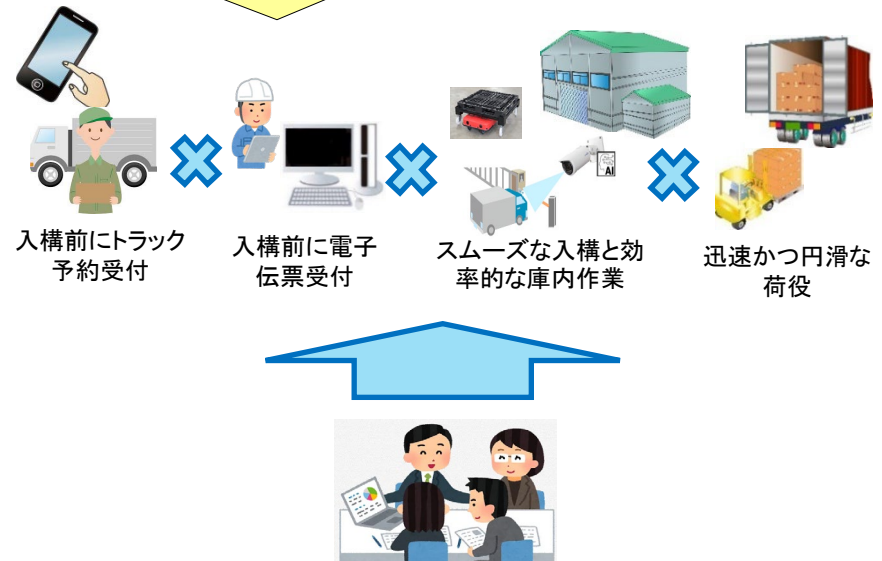 AI
入構前にトラック
予約受付
入構前に電子
伝票受付
スムーズな入構と効
率的な庫内作業
迅速かつ円滑な
荷役